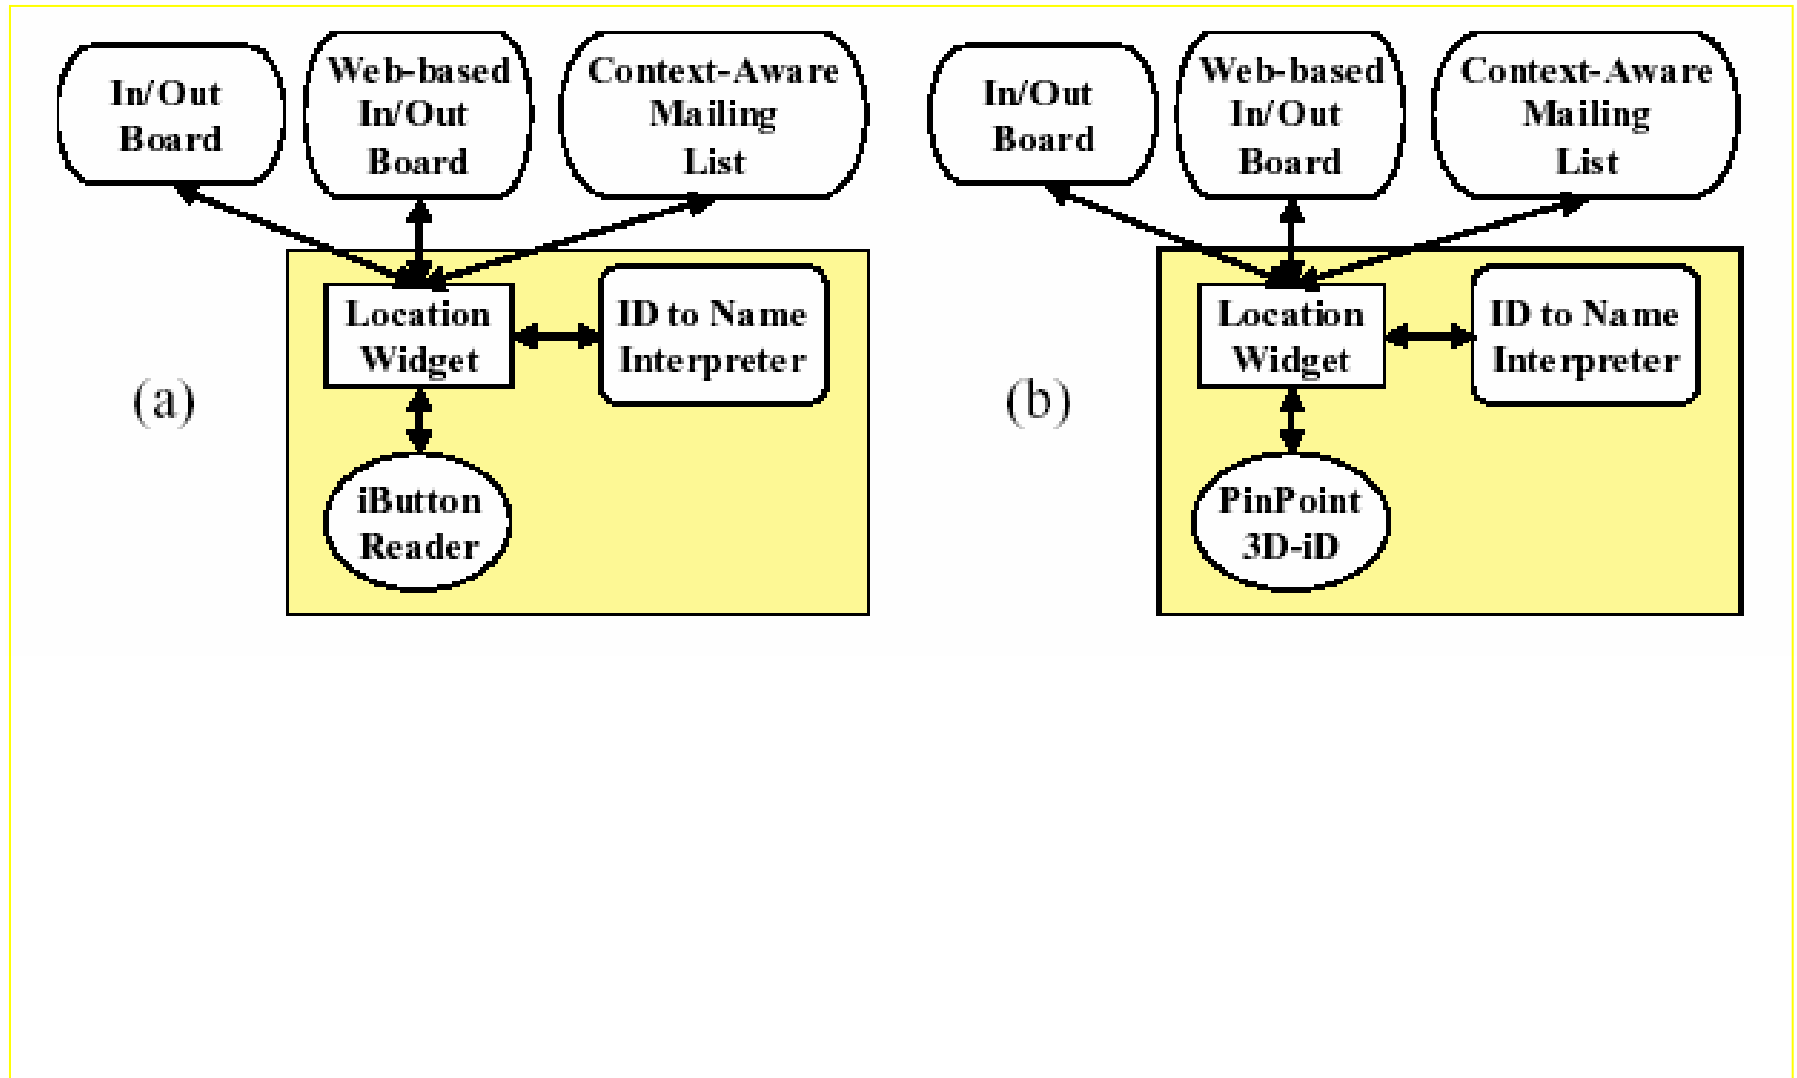 In/Out
Board
Web-based
In/Out
Board
Context-Aware
Mailing
List
Location
Widget
ID to Name
Interpreter
(a)
iButton
Reader
In/Out
Board
Web-based
In/Out
Board
Context-Aware
Mailing
List
Location
Widget
ID to Name
Interpreter
(b)
PinPoint
3D-iD